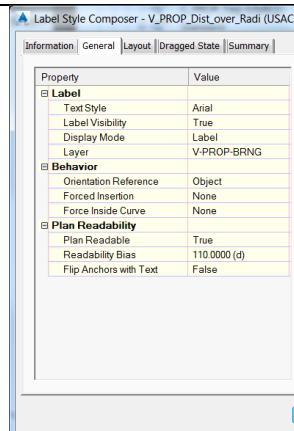 Label Style Composer - V_PROP_Dist_over_Radi (USAC
Information General Layout Dragged State Summary
Property Value
Label
Text Style Arial
Label Visibility True
Display Mode Label
Layer V-PROP-BRNG
Behavior
Orientation Reference Object
Forced Insertion None
Force Inside Curve None
Plan Readability
Plan Readable True
Readability Bias 110.0000 (d)
Flip Anchors with Text False